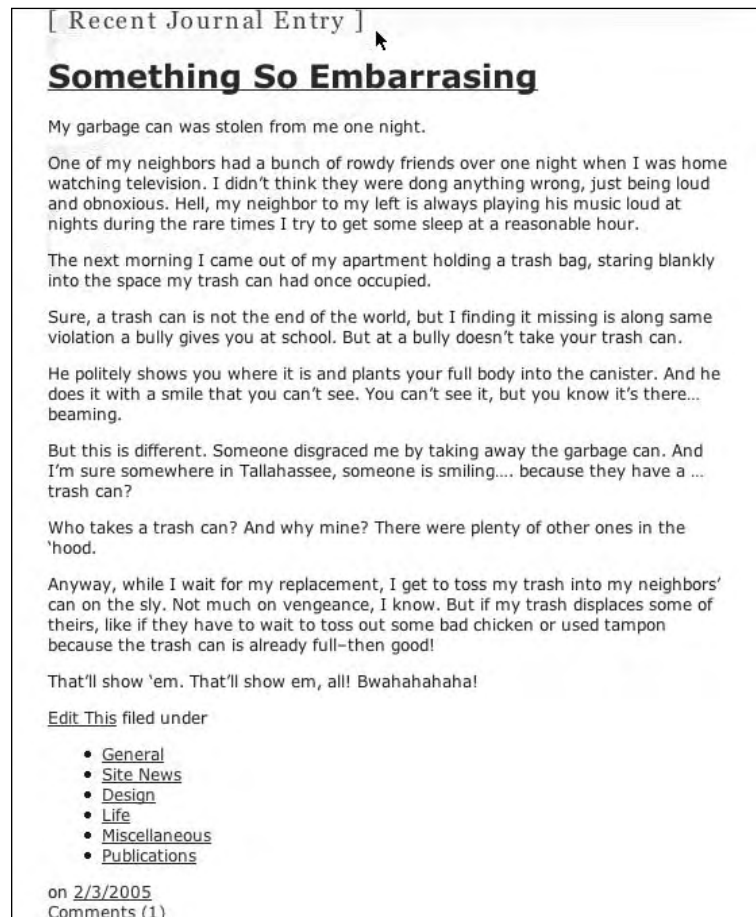 [ Recent Journal Entry ]
Something So Embarrasing
My garbage can was stolen from me one night.
One of my neighbors had a bunch of rowdy friends over one night when I was home
watching television. I didn’t think they were dong anything wrong, just being loud
and obnoxious. Hell, my neighbor to my left is always playing his music loud at
nights during the rare times I try to get some sleep at a reasonable hour.
The next morning I came out of my apartment holding a trash bag, staring blankly
into the space my trash can had once occupied.
Sure, a trash can is not the end of the world, but I finding it missing is along same
violation a bully gives you at school. But at a bully doesn’t take your trash can.
He politely shows you where it is and plants your full body into the canister. And he
does it with a smile that you can’t see. You can’t see it, but you know it’s there…
beaming.
But this is different. Someone disgraced me by taking away the garbage can. And
I’m sure somewhere in Tallahassee, someone is smiling…. because they have a …
trash can?
Who takes a trash can? And why mine? There were plenty of other ones in the
‘hood.
Anyway, while I wait for my replacement, I get to toss my trash into my neighbors’
can on the sly. Not much on vengeance, I know. But if my trash displaces some of
theirs, like if they have to wait to toss out some bad chicken or used tampon
because the trash can is already full–then good!
That’ll show ‘em. That’ll show em, all! Bwahahahaha!
Edit This filed under
• General
• Site News
• Design
• Life
• Miscellaneous
• Publications
on 2/3/2005
Comments (1)